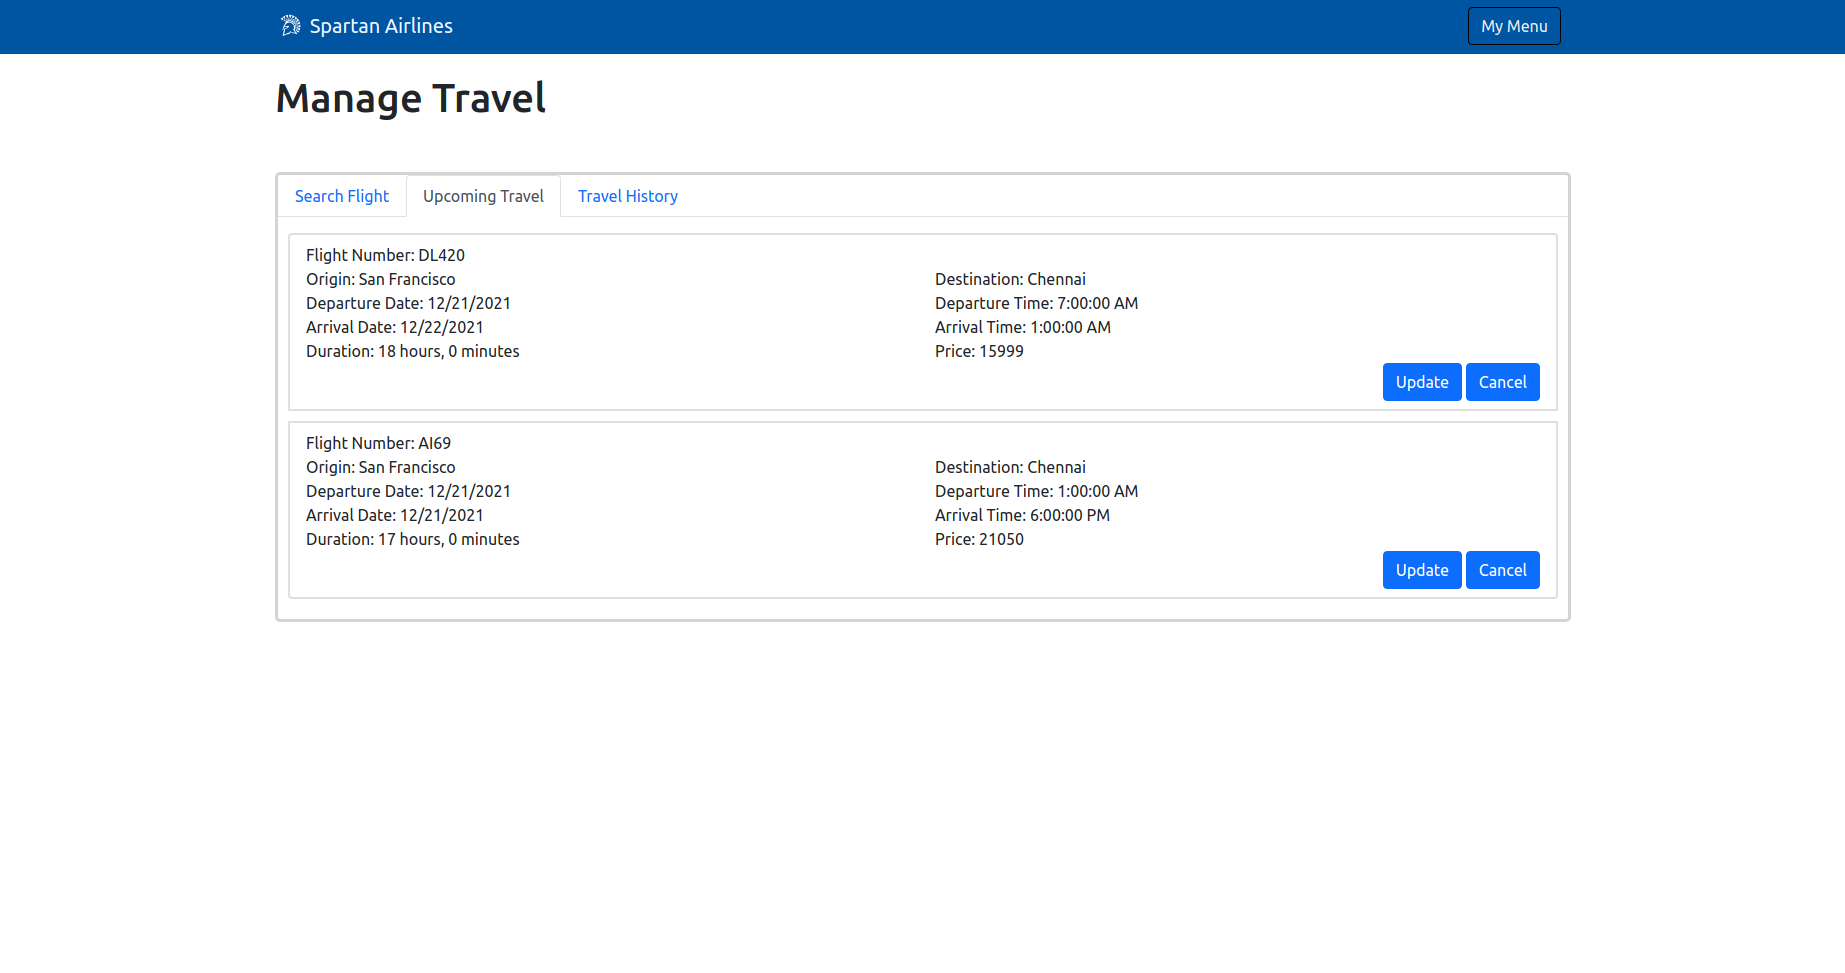 Spartan Airlines My Menu
Manage Travel
Search Flight Upcoming Travel Travel History
Flight Number: DL420
Origin: San Francisco Destination: Chennai
Departure Date: 12/21/2021 Departure Time: 7:00:00 AM
Arrival Date: 12/22/2021 Arrival Time: 1:00:00 AM
Duration: 18 hours, 0 minutes Price: 15999
Update Cancel
Flight Number: AI69
Origin: San Francisco Destination: Chennai
Departure Date: 12/21/2021 Departure Time: 1:00:00 AM
Arrival Date: 12/21/2021 Arrival Time: 6:00:00 PM
Duration: 17 hours, 0 minutes Price: 21050
Update Cancel